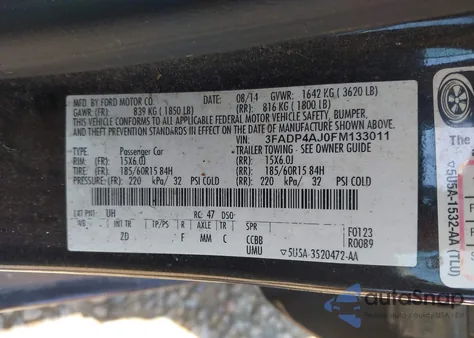 MFD. BY FORD MOTOR CO.
DATE: 08/14 GVWR: 1642 KG ( 3620 LB)
GAWR: (FR) 839 KG ( 1850 LB) (RR) 816 KG ( 1800 LB)
THIS VEHICLE CONFORMS TO ALL APPLICABLE FEDERAL MOTOR
VEHICLE SAFETY, BUMPER, AND THEFT PREVENTION STANDARDS IN
EFFECT ON THE DATE OF MANUFACTURE SHOWN ABOVE.
VIN: 3FADP4AJ0FM133011
TYPE: Passenger Car TRAILER TOWING - SEE OWNER GUIDE
RIM: (FR) 15X6.0J (RR) 15X6.0J
TIRE: (FR) 185/60R15 84H (RR) 185/60R15 84H
PRESSURE: (FR) 220 kPa/ 32 PSI COLD (RR) 220 kPa/ 32 PSI COLD
EXT PNT: UH RC: 47 DSO:
INT TR TP/PS R AXLE TR SPR F0123
ZD F M C CCBB R0089
UMU 5U5A-3520472-AA
5U5A-1532-AA (TLU)
autoSnap